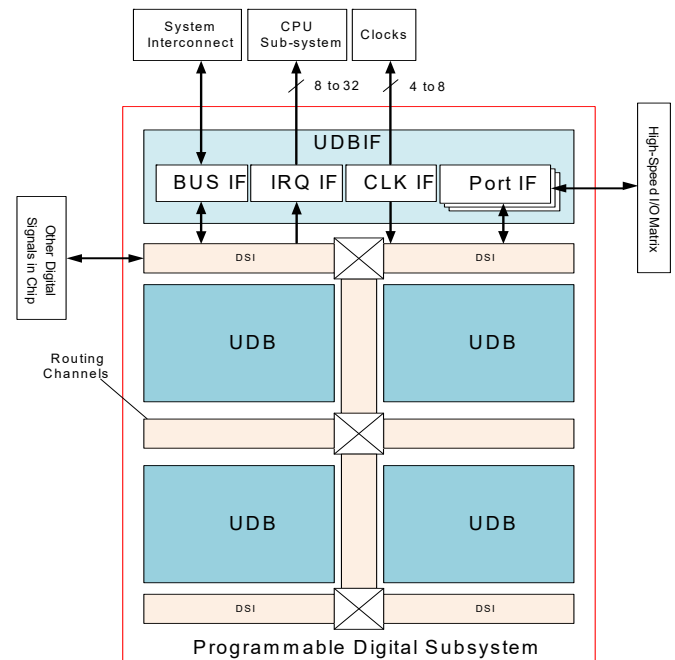 System
Interconnect
CPU
Sub-system
Clocks
8 to 32
4 to 8
High-Speed I/O Matrix
UDBIF
BUS IF
IRQ IF
CLK IF
Port IF
Other Digital
Signals in Chip
DSI
DSI
UDB
UDB
Routing
Channels
UDB
UDB
DSI
DSI
Programmable Digital Subsystem